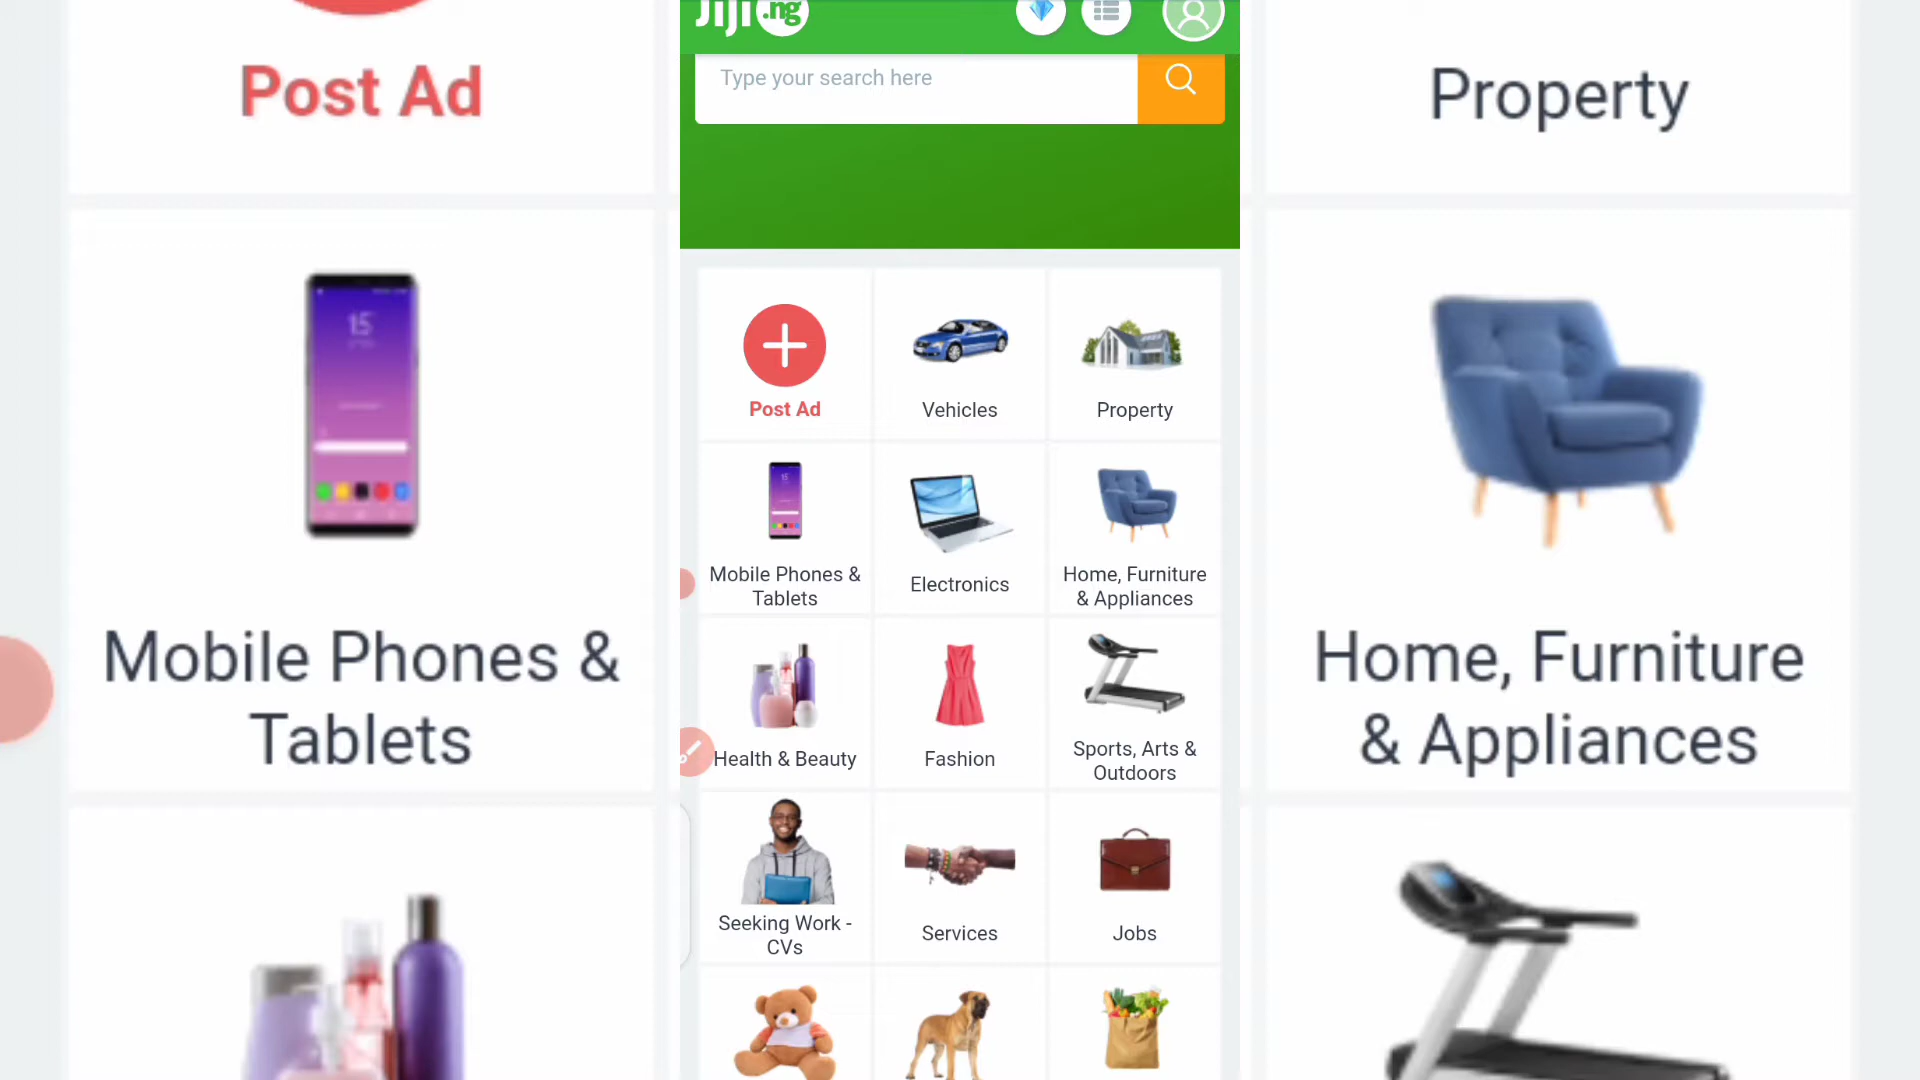 Jiji .ng
Type your search here
Post Ad
Vehicles
Property
Mobile Phones &
Tablets
Electronics
Home, Furniture
& Appliances
Health & Beauty
Fashion
Sports, Arts &
Outdoors
Seeking Work -
CVs
Services
Jobs
Post Ad
Mobile Phones &
Tablets
Property
Home, Furniture
& Appliances